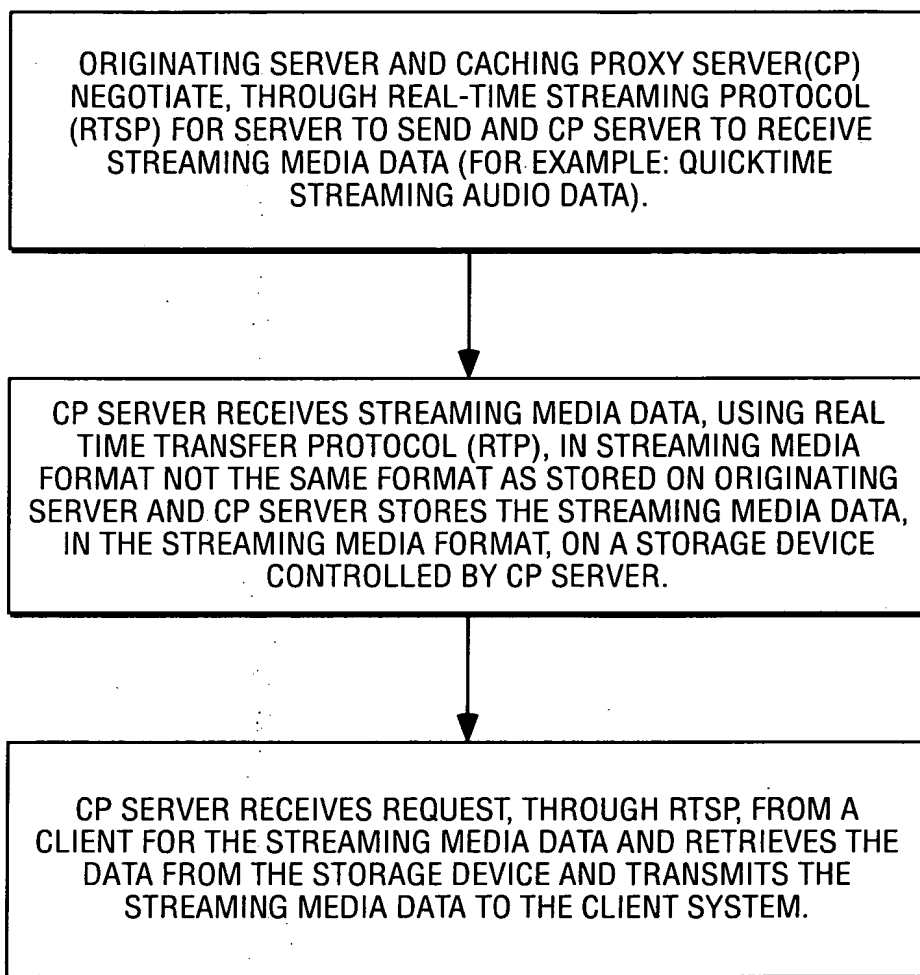 ORIGINATING SERVER AND CACHING PROXY SERVER(CP)
NEGOTIATE, THROUGH REAL-TIME STREAMING PROTOCOL
(RTSP) FOR SERVER TO SEND AND CP SERVER TO RECEIVE
STREAMING MEDIA DATA (FOR EXAMPLE: QUICKTIME
STREAMING AUDIO DATA).
CP SERVER RECEIVES STREAMING MEDIA DATA, USING REAL
TIME TRANSFER PROTOCOL (RTP), IN STREAMING MEDIA
FORMAT NOT THE SAME FORMAT AS STORED ON ORIGINATING
SERVER AND CP SERVER STORES THE STREAMING MEDIA DATA,
IN THE STREAMING MEDIA FORMAT, ON A STORAGE DEVICE
CONTROLLED BY CP SERVER.
CP SERVER RECEIVES REQUEST, THROUGH RTSP, FROM A
CLIENT FOR THE STREAMING MEDIA DATA AND RETRIEVES THE
DATA FROM THE STORAGE DEVICE AND TRANSMITS THE
STREAMING MEDIA DATA TO THE CLIENT SYSTEM.